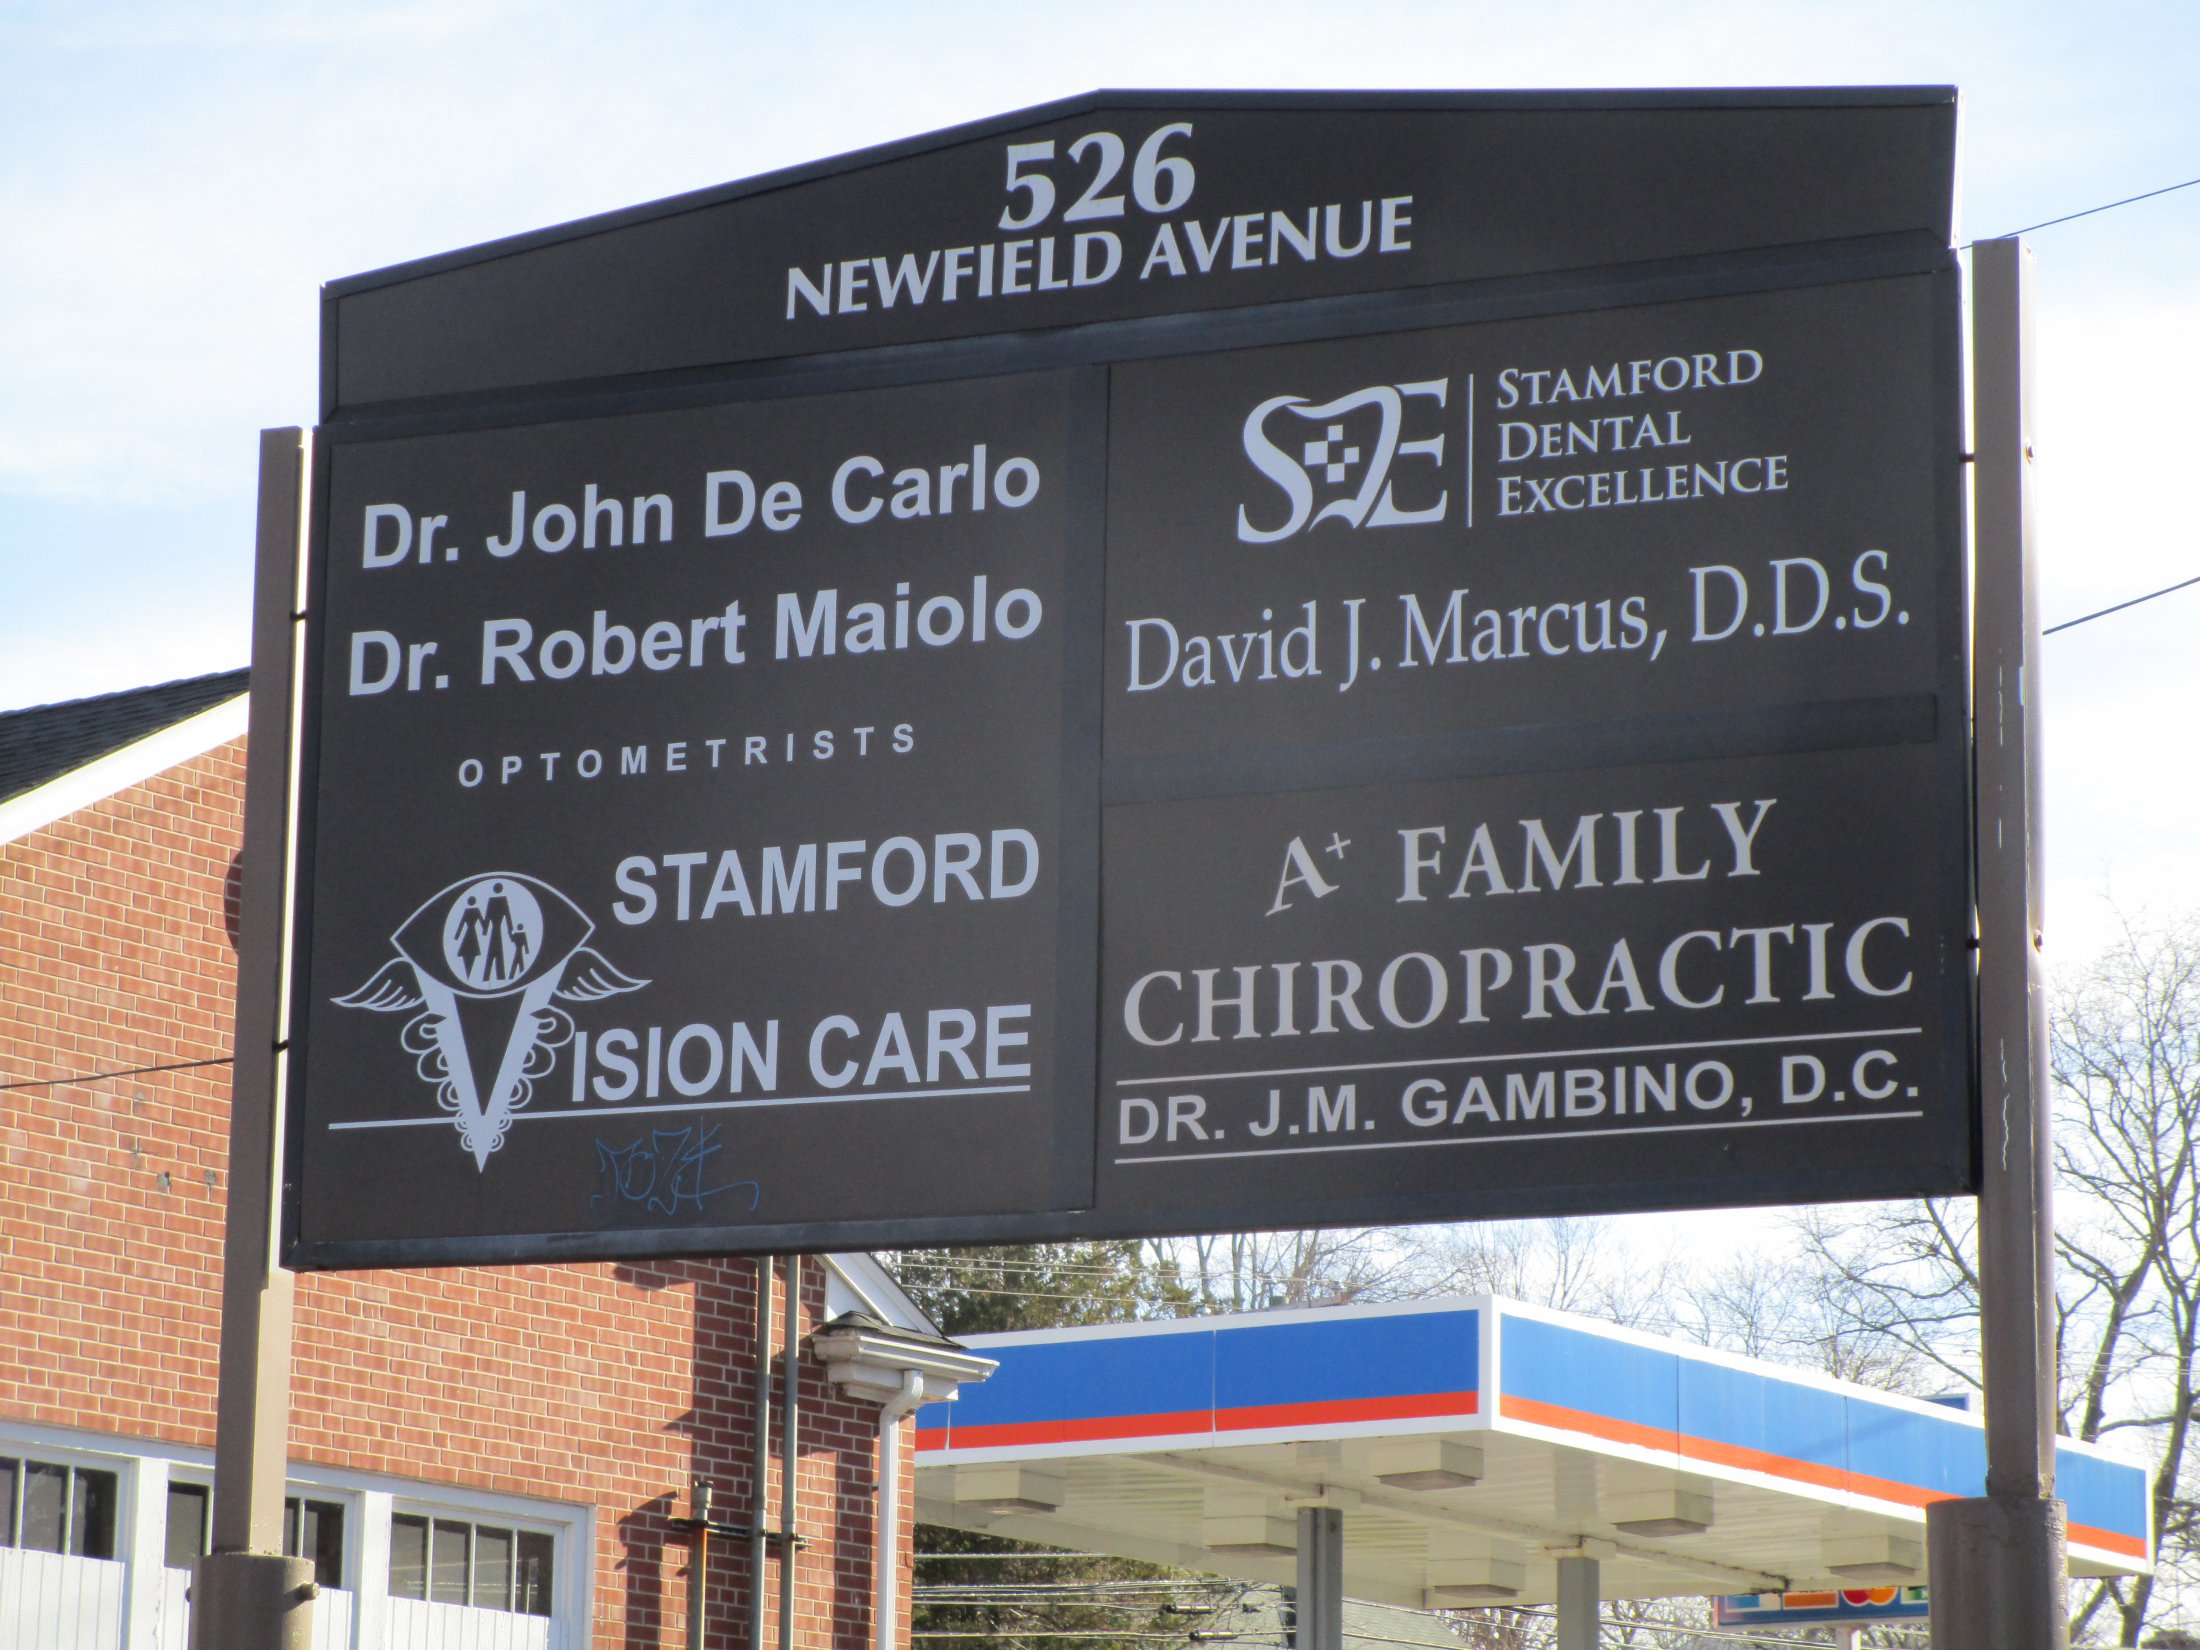 526
NEWFIELD AVENUE
Dr. John De Carlo
Dr. Robert Maiolo
OPTOMETRISTS
STAMFORD
VISION CARE
SDE
STAMFORD
DENTAL
EXCELLENCE
David J. Marcus, D.D.S.
A+ FAMILY
CHIROPRACTIC
DR. J.M. GAMBINO, D.C.